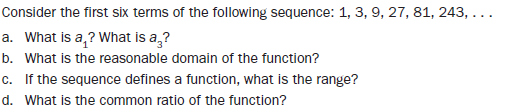 Consider the first six terms of the following sequence: 1, 3, 9, 27, 81, 243, . . .
a. What is a₁? What is a₃?
b. What is the reasonable domain of the function?
c. If the sequence defines a function, what is the range?
d. What is the common ratio of the function?